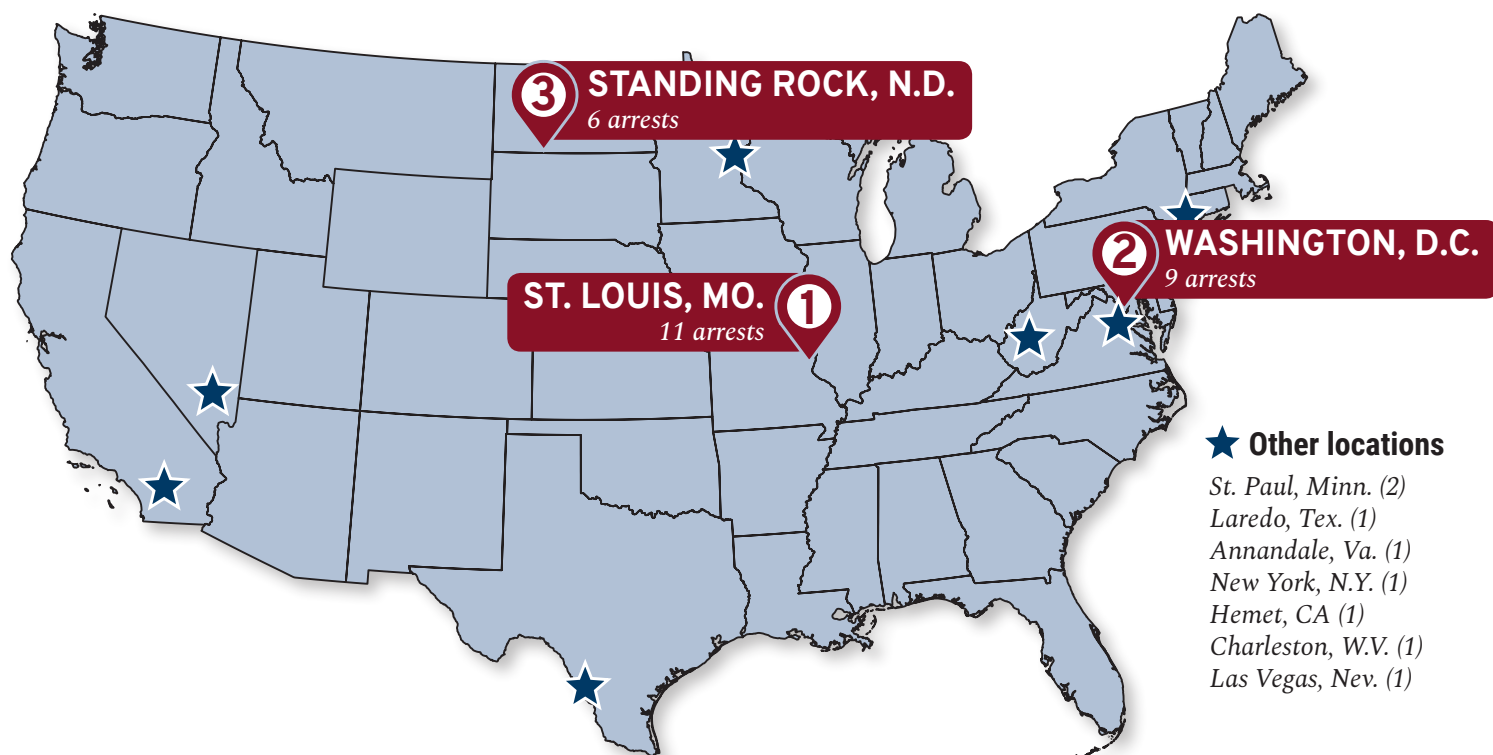 3
STANDING ROCK, N.D.
6 arrests
2
WASHINGTON, D.C.
9 arrests
ST. LOUIS, MO.
11 arrests
1
Other locations
St. Paul, Minn. (2)
Laredo, Tex. (1)
Annandale, Va. (1)
New York, N.Y. (1)
Hemet, CA (1)
Charleston, W.V. (1)
Las Vegas, Nev. (1)